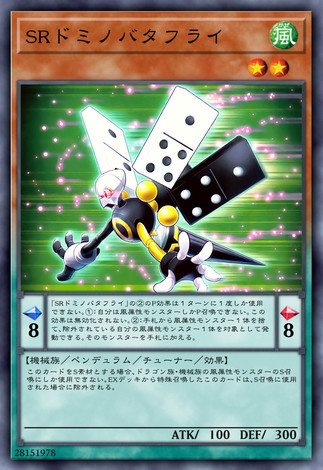 SRドミノバタフライ
風
8
8
「SRドミノバタフライ」の②のP効果は1ターンに1度しか使用
できない。①：自分は風属性モンスターしかP召喚できない。この
効果は無効化されない。②：手札から風属性モンスター1体を捨
て、除外されている自分の風属性モンスター1体を対象として発
動できる。そのモンスターを手札に加える。
【機械族／ペンデュラム／チューナー／効果】
このカードをS素材とする場合、ドラゴン族・機械族の風属性モンスターのS召
喚にしか使用できない。EXデッキから特殊召喚したこのカードは、S召喚に使用
された場合に除外される。
ATK/ 100 DEF/ 300
28151978